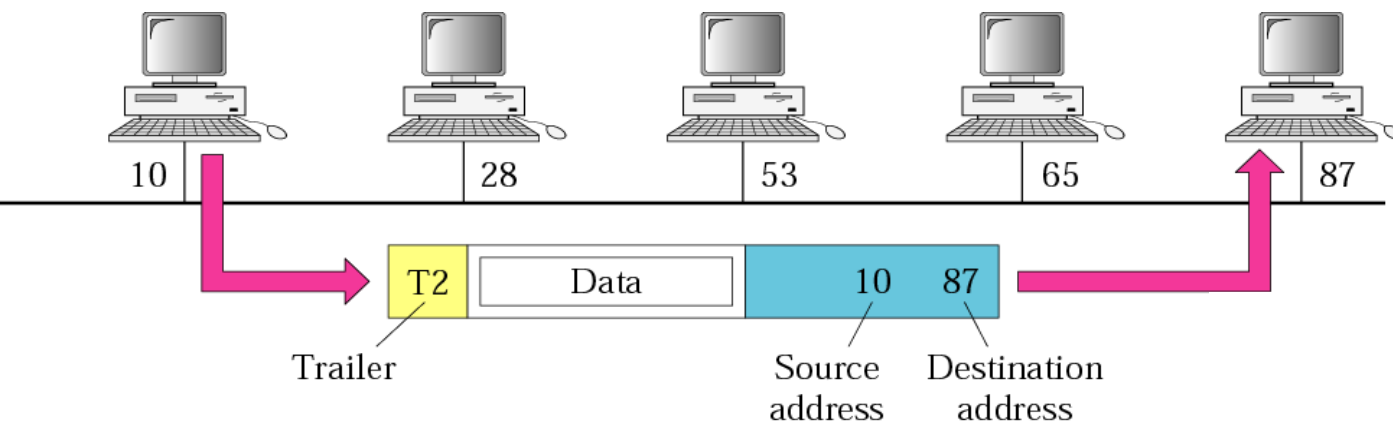 10 28 53 65 87
T2 Data 10 87
Trailer Source Destination
address address